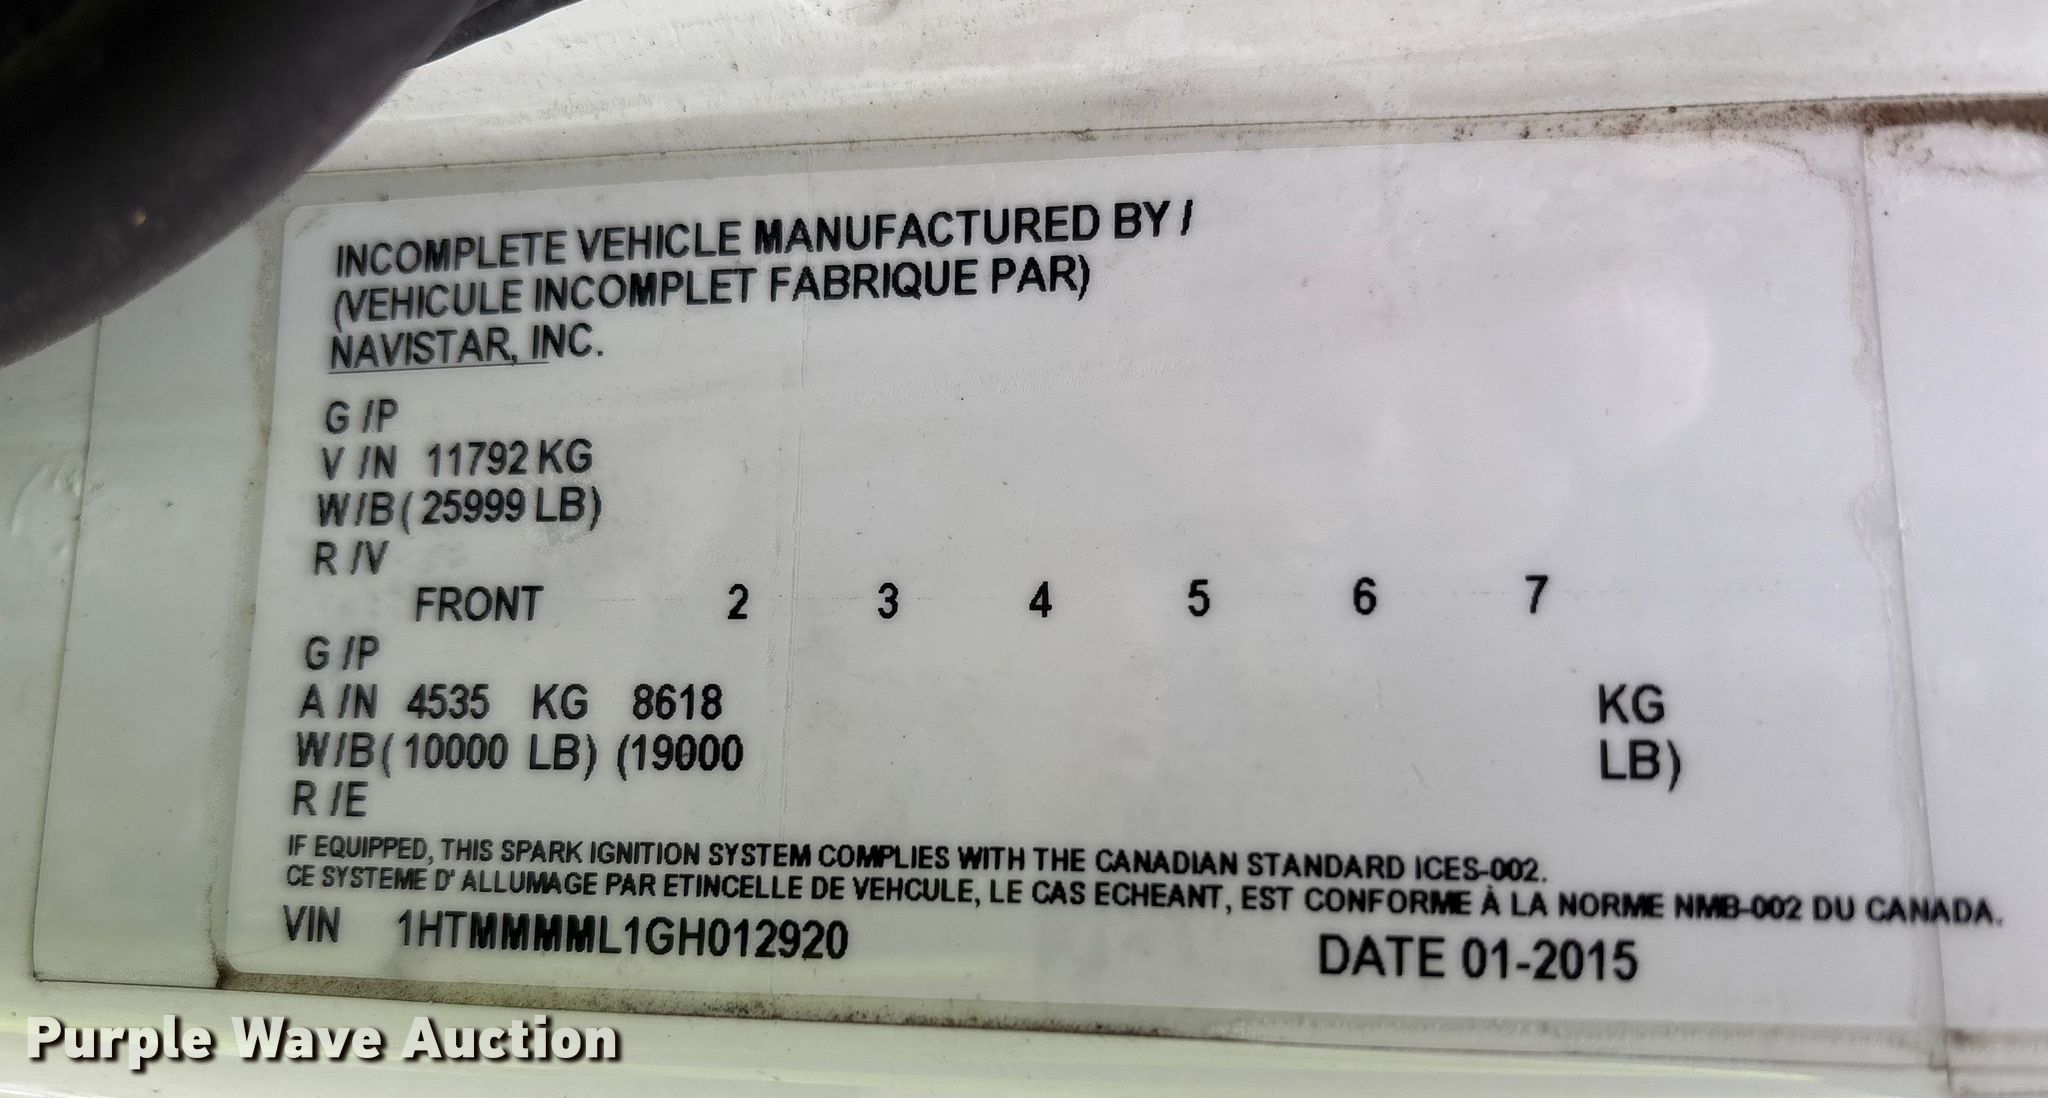 INCOMPLETE VEHICLE MANUFACTURED BY /
(VEHICULE INCOMPLET FABRIQUE PAR)
NAVISTAR, INC.
G /P
V /N 11792 KG
W/B( 25999 LB)
R /V
FRONT 2 3 4 5 6 7
G /P
A /N 4535 KG 8618 KG
W/B( 10000 LB) (19000 LB)
R /E
IF EQUIPPED, THIS SPARK IGNITION SYSTEM COMPLIES WITH THE CANADIAN STANDARD ICES-002.
CE SYSTEME D' ALLUMAGE PAR ETINCELLE DE VEHCULE, LE CAS ECHEANT, EST CONFORME À LA NORME NMB-002 DU CANADA.
VIN 1HTMMMML1GH012920 DATE 01-2015
Purple Wave Auction